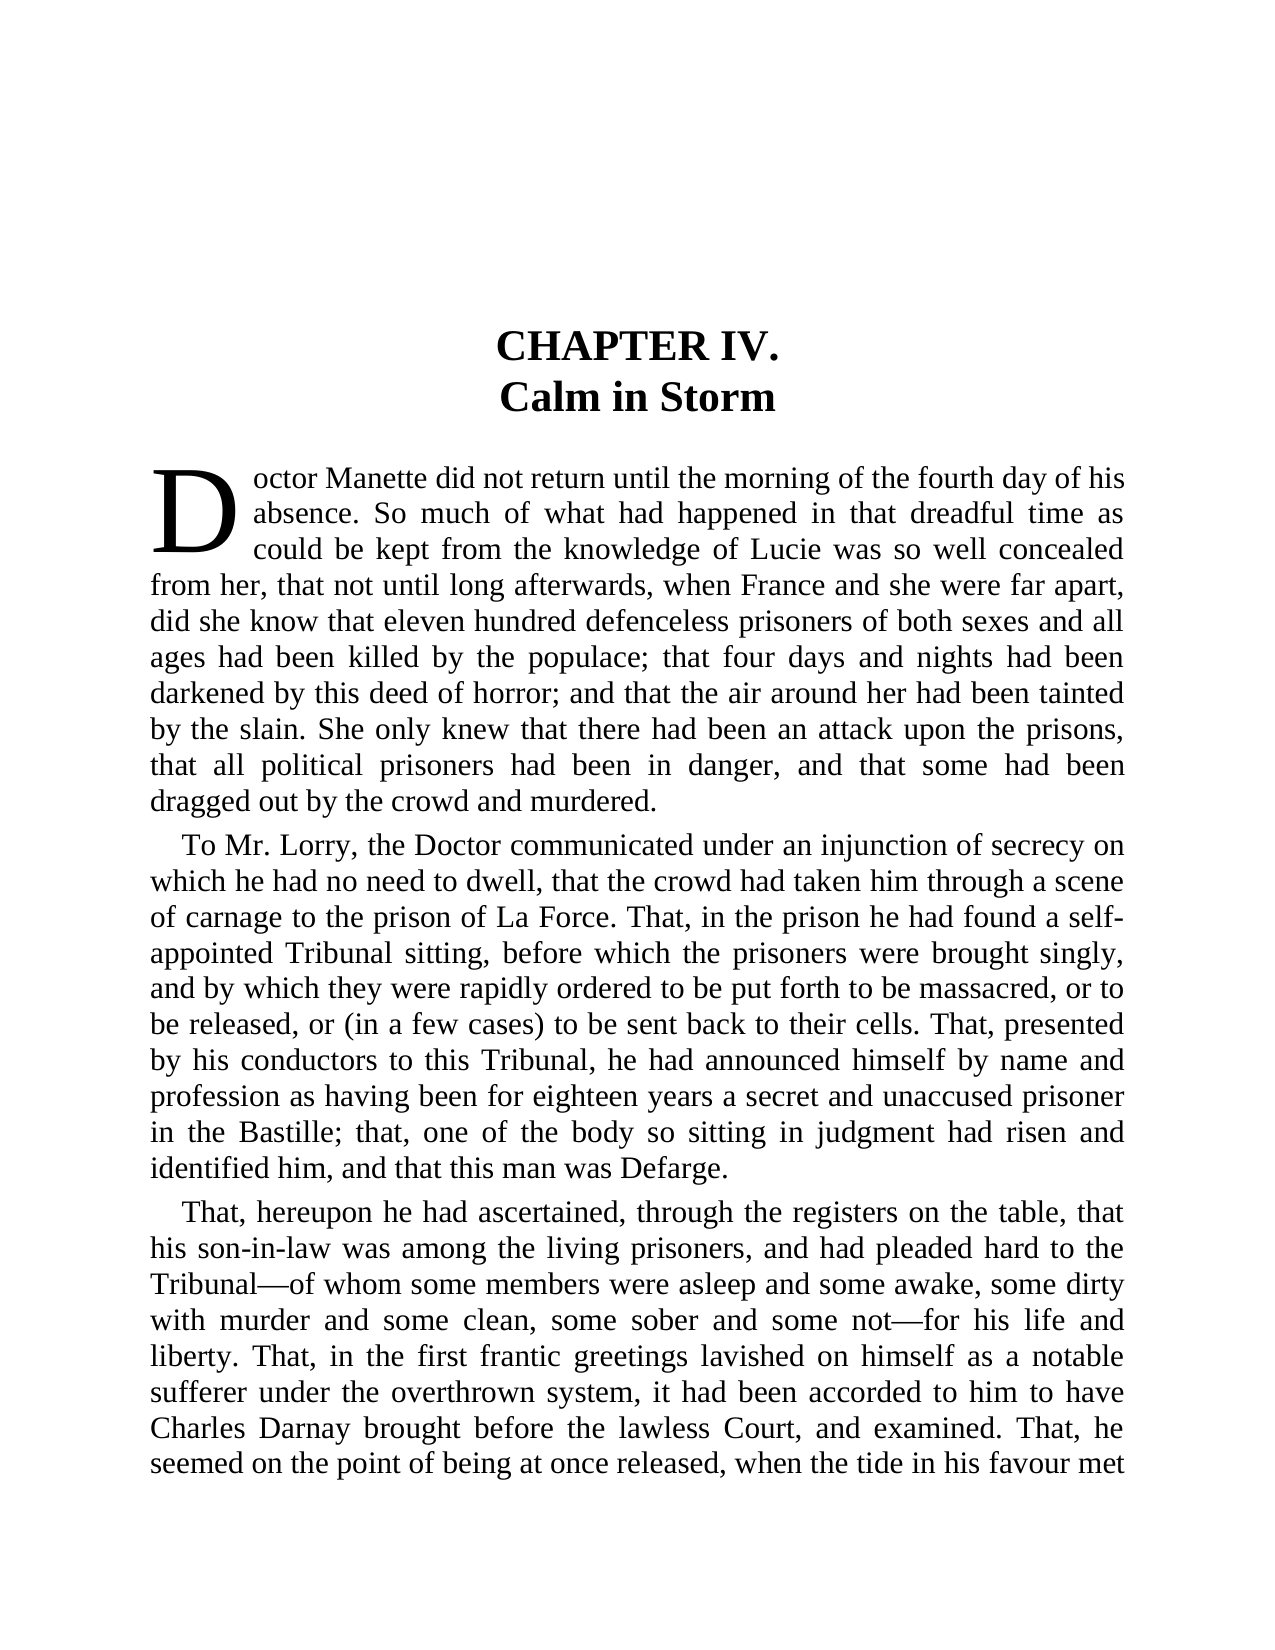 CHAPTER IV.
Calm in Storm
Doctor Manette did not return until the morning of the fourth day of his
absence. So much of what had happened in that dreadful time as
could be kept from the knowledge of Lucie was so well concealed
from her, that not until long afterwards, when France and she were far apart,
did she know that eleven hundred defenceless prisoners of both sexes and all
ages had been killed by the populace; that four days and nights had been
darkened by this deed of horror; and that the air around her had been tainted
by the slain. She only knew that there had been an attack upon the prisons,
that all political prisoners had been in danger, and that some had been
dragged out by the crowd and murdered.
To Mr. Lorry, the Doctor communicated under an injunction of secrecy on
which he had no need to dwell, that the crowd had taken him through a scene
of carnage to the prison of La Force. That, in the prison he had found a self-
appointed Tribunal sitting, before which the prisoners were brought singly,
and by which they were rapidly ordered to be put forth to be massacred, or to
be released, or (in a few cases) to be sent back to their cells. That, presented
by his conductors to this Tribunal, he had announced himself by name and
profession as having been for eighteen years a secret and unaccused prisoner
in the Bastille; that, one of the body so sitting in judgment had risen and
identified him, and that this man was Defarge.
That, hereupon he had ascertained, through the registers on the table, that
his son-in-law was among the living prisoners, and had pleaded hard to the
Tribunal—of whom some members were asleep and some awake, some dirty
with murder and some clean, some sober and some not—for his life and
liberty. That, in the first frantic greetings lavished on himself as a notable
sufferer under the overthrown system, it had been accorded to him to have
Charles Darnay brought before the lawless Court, and examined. That, he
seemed on the point of being at once released, when the tide in his favour met